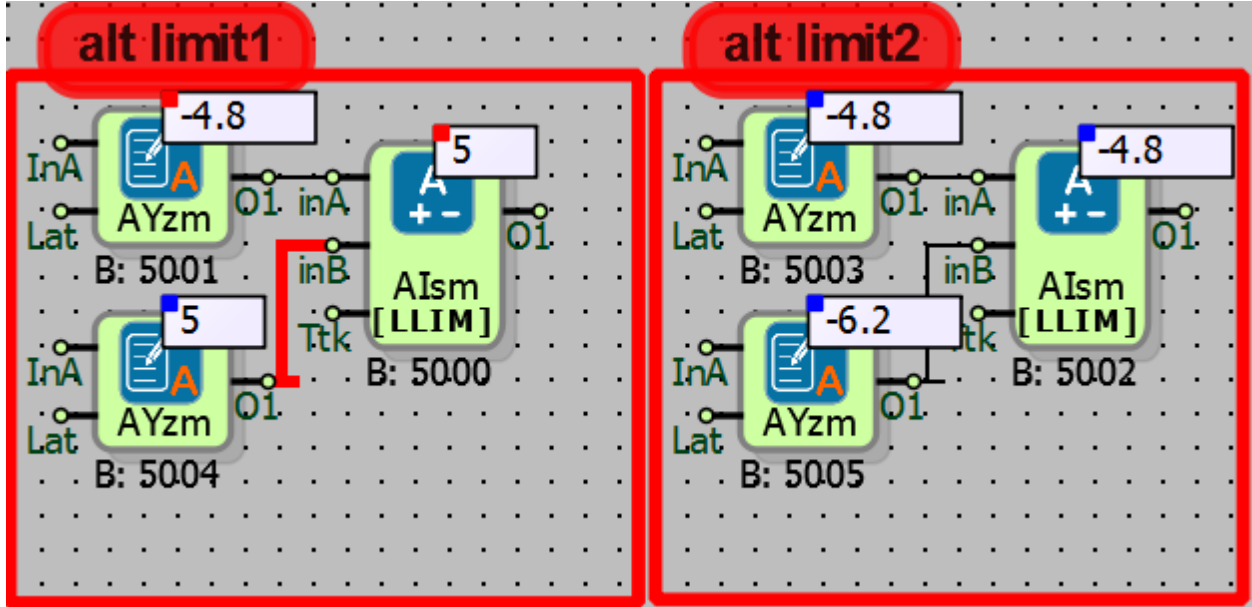 alt limit1
-4.8
5
InA
A
O1
inA
A
+ -
AYzm
Lat
O1
B: 5001
inB
AIsm
[LLIM]
5
Ttk
InA
A
B: 5000
O1
AYzm
Lat
B: 5004
alt limit2
-4.8
-4.8
InA
A
O1
inA
A
+ -
AYzm
Lat
O1
B: 5003
inB
AIsm
[LLIM]
-6.2
InA
A
B: 5002
O1
AYzm
Lat
B: 5005